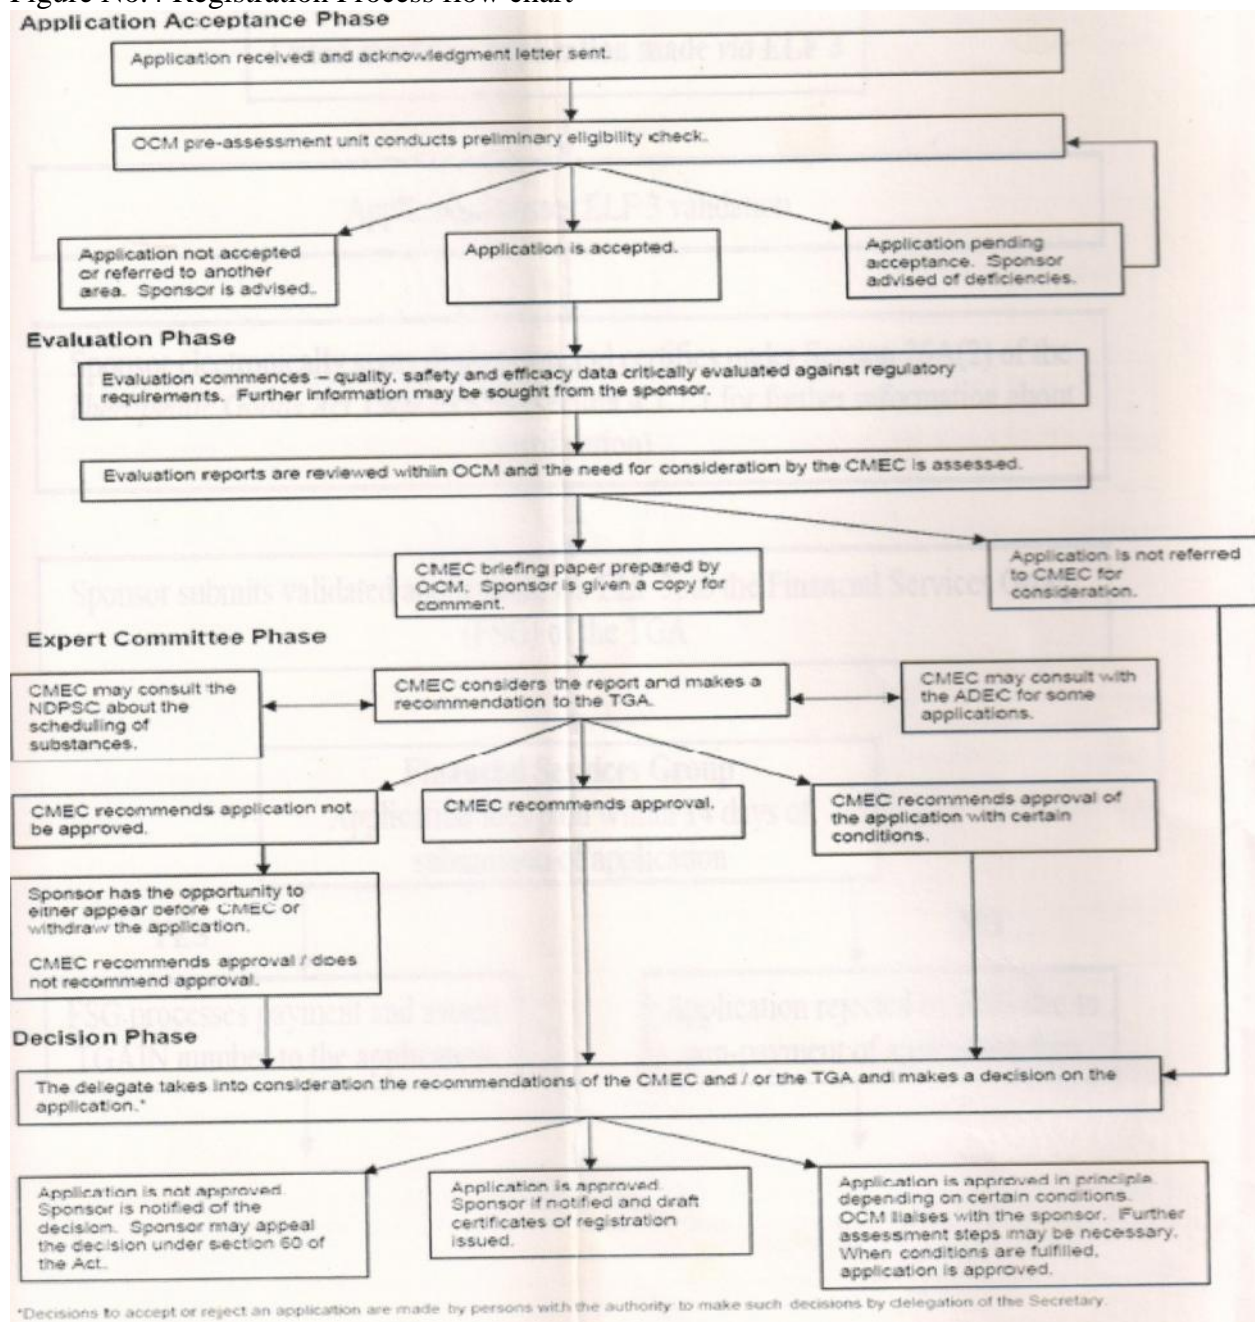 Figure No.4 Registration Process flow chart
Application Acceptance Phase
Application received and acknowledgment letter sent.
OCM pre-assessment unit conducts preliminary eligibility check.
Application not accepted
or referred to another
area. Sponsor is advised.
Application is accepted.
Application pending
acceptance. Sponsor
advised of deficiencies.
Evaluation Phase
Evaluation commences – quality, safety and efficacy data critically evaluated against regulatory
requirements. Further information may be sought from the sponsor.
Evaluation reports are reviewed within OCM and the need for consideration by the CMEC is assessed.
CMEC briefing paper prepared by
OCM. Sponsor is given a copy for
comment.
Application is not referred
to CMEC for
consideration.
Expert Committee Phase
CMEC may consult the
NDPSC about the
scheduling of
substances.
CMEC considers the report and makes a
recommendation to the TGA.
CMEC may consult with
the ADEC for some
applications.
CMEC recommends application not
be approved.
CMEC recommends approval.
CMEC recommends approval of
the application with certain
conditions.
Sponsor has the opportunity to
either appear before CMEC or
withdraw the application.
CMEC recommends approval / does
not recommend approval.
Decision Phase
The delegate takes into consideration the recommendations of the CMEC and / or the TGA and makes a decision on the
application.*
Application is not approved.
Sponsor is notified of the
decision. Sponsor may appeal
the decision under section 60 of
the Act.
Application is approved.
Sponsor if notified and draft
certificates of registration
issued.
Application is approved in principle,
depending on certain conditions.
OCM liaises with the sponsor. Further
assessment steps may be necessary.
When conditions are fulfilled,
application is approved.
*Decisions to accept or reject an application are made by persons with the authority to make such decisions by delegation of the Secretary.